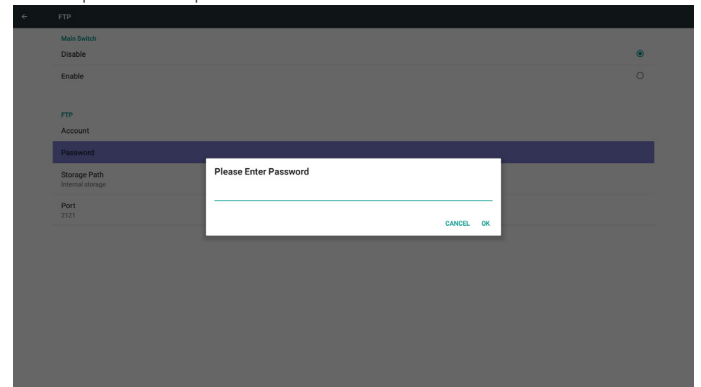 FTP
Main Switch
Disable
Enable
FTP
Account
Password
Storage Path
Internal storage
Port
2121
Please Enter Password
CANCEL OK